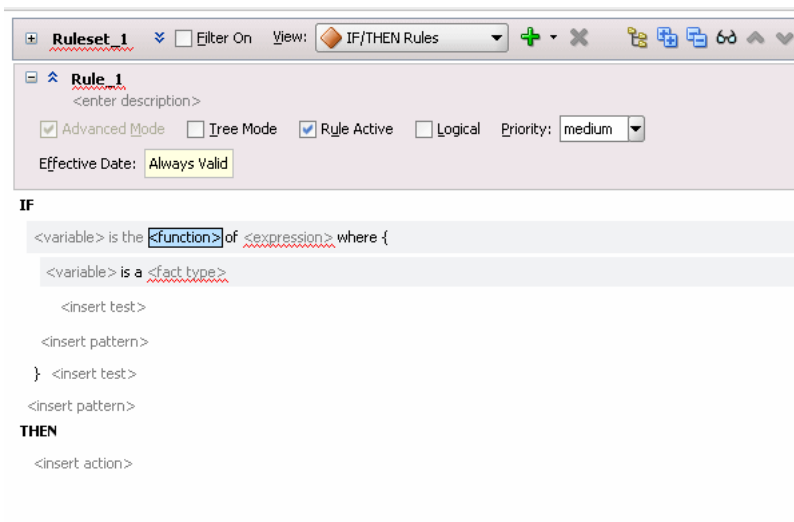 Ruleset_1 Filter On View: IF/THEN Rules
Rule_1
<enter description>
Advanced Mode Tree Mode Rule Active Logical Priority: medium
Effective Date: Always Valid
IF
<variable> is the <function> of <expression> where {
<variable> is a <fact type>
<insert test>
<insert pattern>
} <insert test>
<insert pattern>
THEN
<insert action>